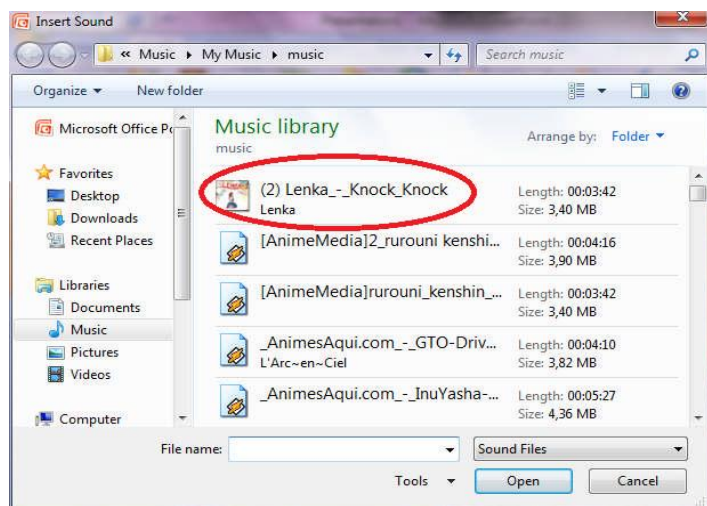 Insert Sound
« Music ▸ My Music ▸ music
Search music
Organize
New folder
Microsoft Office P
Favorites
Desktop
Downloads
Recent Places
Libraries
Documents
Music
Pictures
Videos
Computer
Music library
music
Arrange by: Folder
(2) Lenka_-_Knock_Knock
Lenka
Length: 00:03:42
Size: 3,40 MB
[AnimeMedia]2_rurouni kenshi...
Length: 00:04:16
Size: 3,90 MB
[AnimeMedia]rurouni_kenshin_...
Length: 00:03:42
Size: 3,40 MB
_AnimesAqui.com_-_GTO-Driv...
L'Arc~en~Ciel
Length: 00:04:10
Size: 3,82 MB
_AnimesAqui.com_-_InuYasha-...
Length: 00:05:27
Size: 4,36 MB
File name:
Sound Files
Tools
Open
Cancel